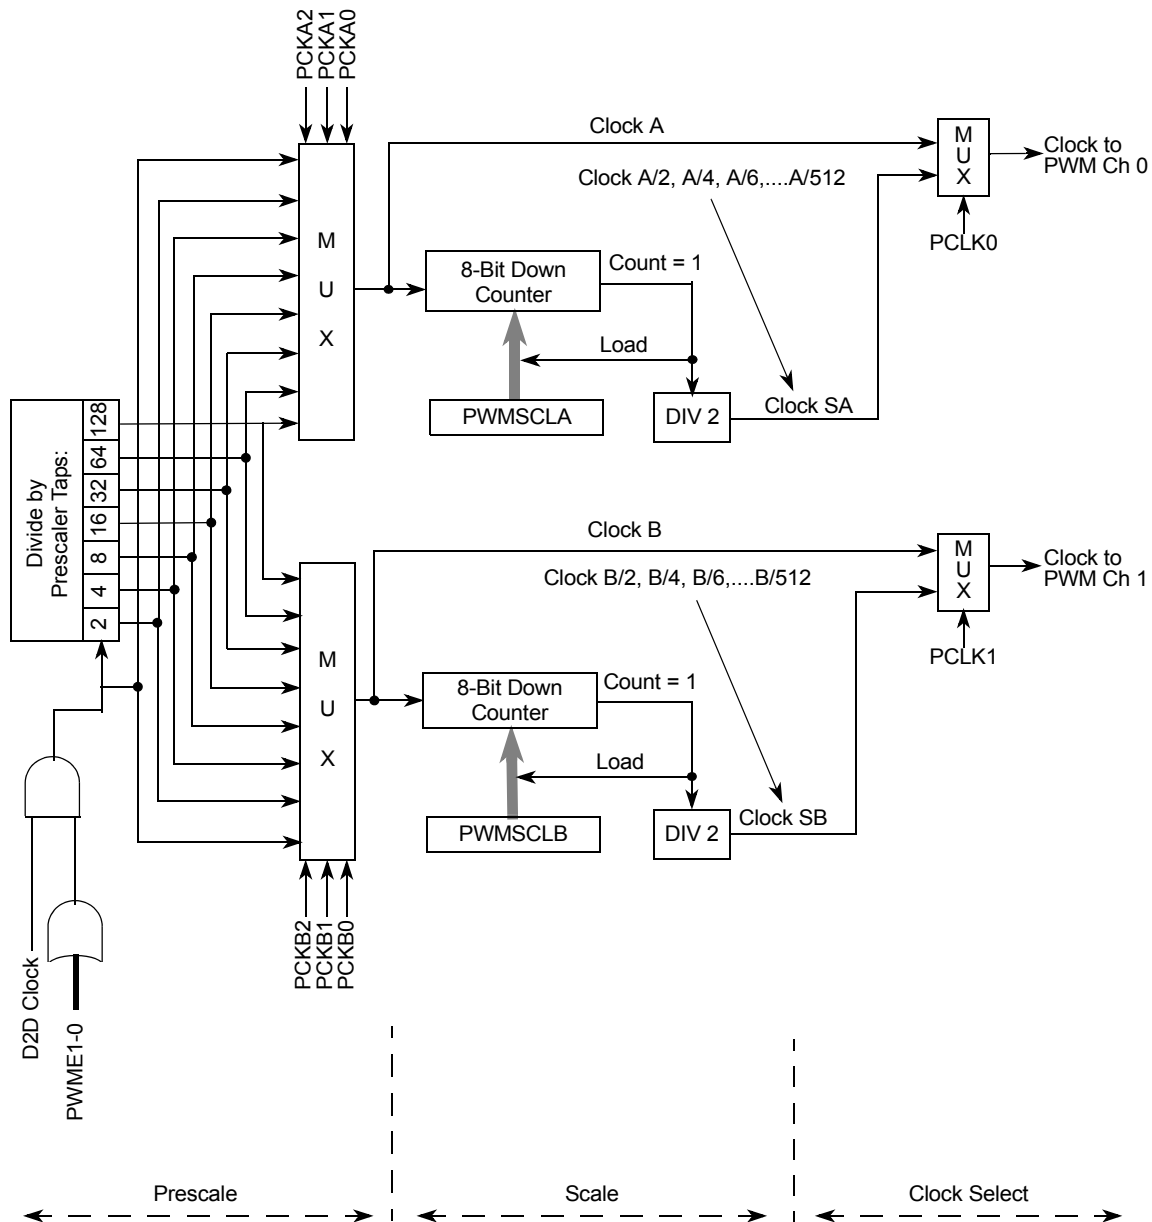 PCKA2
PCKA1
PCKA0
Clock A
M
U
X
Clock to
PWM Ch 0
Clock A/2, A/4, A/6,....A/512
PCLK0
M
U
X
8-Bit Down
Counter
Count = 1
Load
PWMSCLA
DIV 2
Clock SA
Divide by
Prescaler Taps:
128
64
32
16
8
4
2
Clock B
M
U
X
Clock to
PWM Ch 1
Clock B/2, B/4, B/6,....B/512
PCLK1
M
U
X
8-Bit Down
Counter
Count = 1
Load
PWMSCLB
DIV 2
Clock SB
PCKB2
PCKB1
PCKB0
D2D Clock
PWME1-0
Prescale
Scale
Clock Select